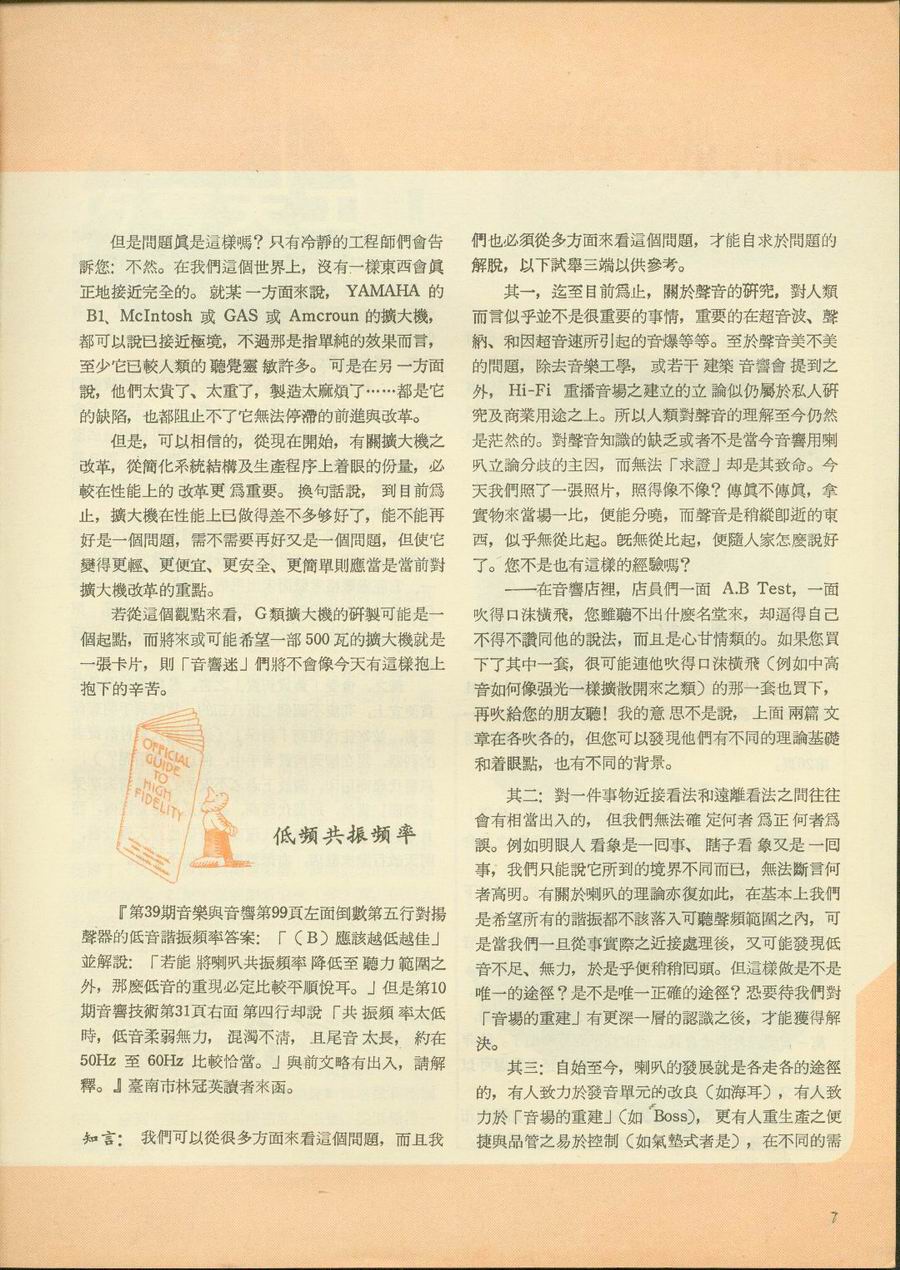 但是問題眞是這樣嗎？只有冷靜的工程師們會告
訴您：不然。在我們這個世界上，沒有一樣東西會眞
正地接近完全的。就某一方面來說，YAMAHA 的
B1、McIntosh 或 GAS 或 Amcroun 的擴大機，
都可以說已接近極境，不過那是指單純的效果而言，
至少它已較人類的聽覺靈敏許多。可是在另一方面
說，他們太貴了、太重了，製造太麻煩了……都是它
的缺陷，也都阻止不了它無法停滯的前進與改革。
但是，可以相信的，從現在開始，有關擴大機之
改革，從簡化系統結構及生產程序上着眼的份量，必
較在性能上的改革更爲重要。換句話說，到目前爲
止，擴大機在性能上已做得差不多够好了，能不能再
好是一個問題，需不需要再好又是一個問題，但使它
變得更輕、更便宜、更安全、更簡單則應當是當前對
擴大機改革的重點。
若從這個觀點來看，G類擴大機的硏製可能是一
個起點，而將來或可能希望一部 500 瓦的擴大機就是
一張卡片，則「音響迷」們將不會像今天有這樣抱上
抱下的辛苦。
OFFICIAL
GUIDE
TO
HIGH
FIDELITY
低頻共振頻率
『第39期音樂與音響第99頁左面倒數第五行對揚
聲器的低音諧振頻率答案：「（B）應該越低越佳」
並解說：「若能將喇叭共振頻率降低至聽力範圍之
外，那麼低音的重現必定比較平順悅耳。」但是第10
期音響技術第31頁右面第四行却說「共振頻率太低
時，低音柔弱無力，混濁不淸，且尾音太長，約在
50Hz 至 60Hz 比較恰當。」與前文略有出入，請解
釋。』臺南市林冠英讀者來函。
知言：我們可以從很多方面來看這個問題，而且我
們也必須從多方面來看這個問題，才能自求於問題的
解脫，以下試舉三端以供參考。
其一，迄至目前爲止，關於聲音的硏究，對人類
而言似乎並不是很重要的事情，重要的在超音波、聲
納、和因超音速所引起的音爆等等。至於聲音美不美
的問題，除去音樂工學，或若干建築音響會提到之
外，Hi-Fi 重播音場之建立的立論似仍屬於私人硏
究及商業用途之上。所以人類對聲音的理解至今仍然
是茫然的。對聲音知識的缺乏或者不是當今音響用喇
叭立論分歧的主因，而無法「求證」却是其致命。今
天我們照了一張照片，照得像不像？傳眞不傳眞，拿
實物來當場一比，便能分曉，而聲音是稍縱卽逝的東
西，似乎無從比起。旣無從比起，便隨人家怎麼說好
了。您不是也有這樣的經驗嗎？
——在音響店裡，店員們一面 A.B Test，一面
吹得口沫橫飛，您雖聽不出什麼名堂來，却逼得自己
不得不讚同他的說法，而且是心甘情類的。如果您買
下了其中一套，很可能連他吹得口沫橫飛（例如中高
音如何像强光一樣擴散開來之類）的那一套也買下，
再吹給您的朋友聽！我的意思不是說，上面兩篇文
章在各吹各的，但您可以發現他們有不同的理論基礎
和着眼點，也有不同的背景。
其二：對一件事物近接看法和遠離看法之間往往
會有相當出入的，但我們無法確定何者爲正何者爲
誤。例如明眼人看象是一囘事、瞎子看象又是一囘
事，我們只能說它所到的境界不同而已，無法斷言何
者高明。有關於喇叭的理論亦復如此，在基本上我們
是希望所有的諧振都不該落入可聽聲頻範圍之內，可
是當我們一旦從事實際之近接處理後，又可能發現低
音不足、無力，於是乎便稍稍囘頭。但這樣做是不是
唯一的途徑？是不是唯一正確的途徑？恐要待我們對
「音場的重建」有更深一層的認識之後，才能獲得解
決。
其三：自始至今，喇叭的發展就是各走各的途徑
的，有人致力於發音單元的改良（如海耳），有人致
力於「音場的重建」（如 Boss），更有人重生產之便
捷與品管之易於控制（如氣墊式者是），在不同的需
7